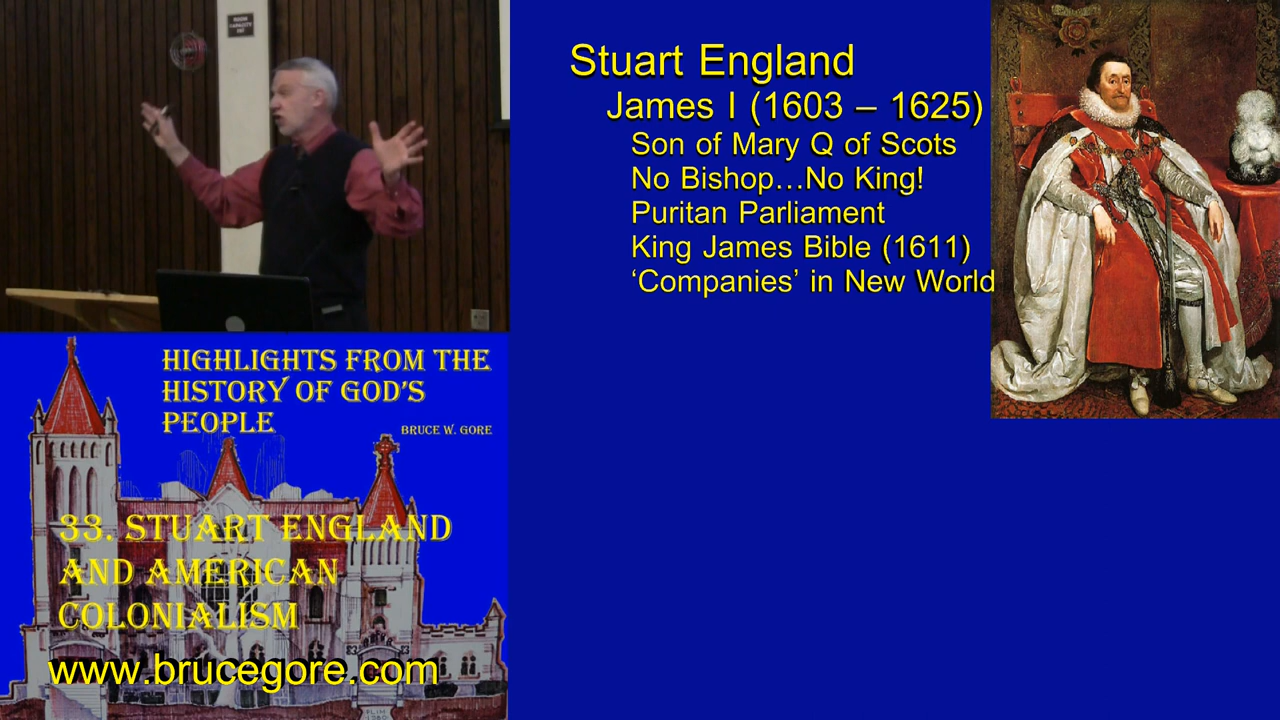 ROOM
CAPACITY
Stuart England
James I (1603 – 1625)
Son of Mary Q of Scots
No Bishop…No King!
Puritan Parliament
King James Bible (1611)
‘Companies’ in New World
HIGHLIGHTS FROM THE
HISTORY OF GOD'S
PEOPLE
BRUCE W. GORE
33. STUART ENGLAND
AND AMERICAN
COLONIALISM
www.brucegore.com